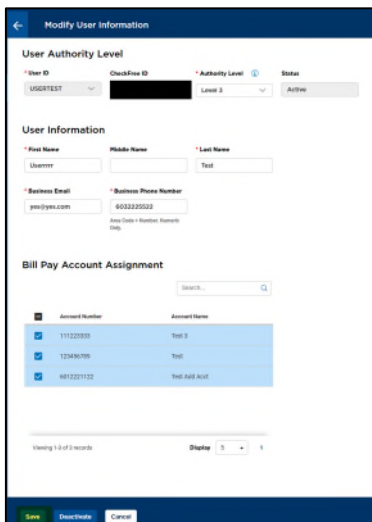 Modify User Information
User Authority Level
* User ID CheckFree ID * Authority Level Status
USERTEST Level 3 Active
User Information
* First Name Middle Name * Last Name
Userrrrr Test
* Business Email * Business Phone Number
yes@yes.com 6032225522
Area Code + Number. Numeric Only.
Bill Pay Account Assignment
Search...
Account Number Account Name
111222333 Test 3
123456789 Test
6012221122 Test Add Acct
Viewing 1-3 of 3 records Display 5 1
Save Deactivate Cancel